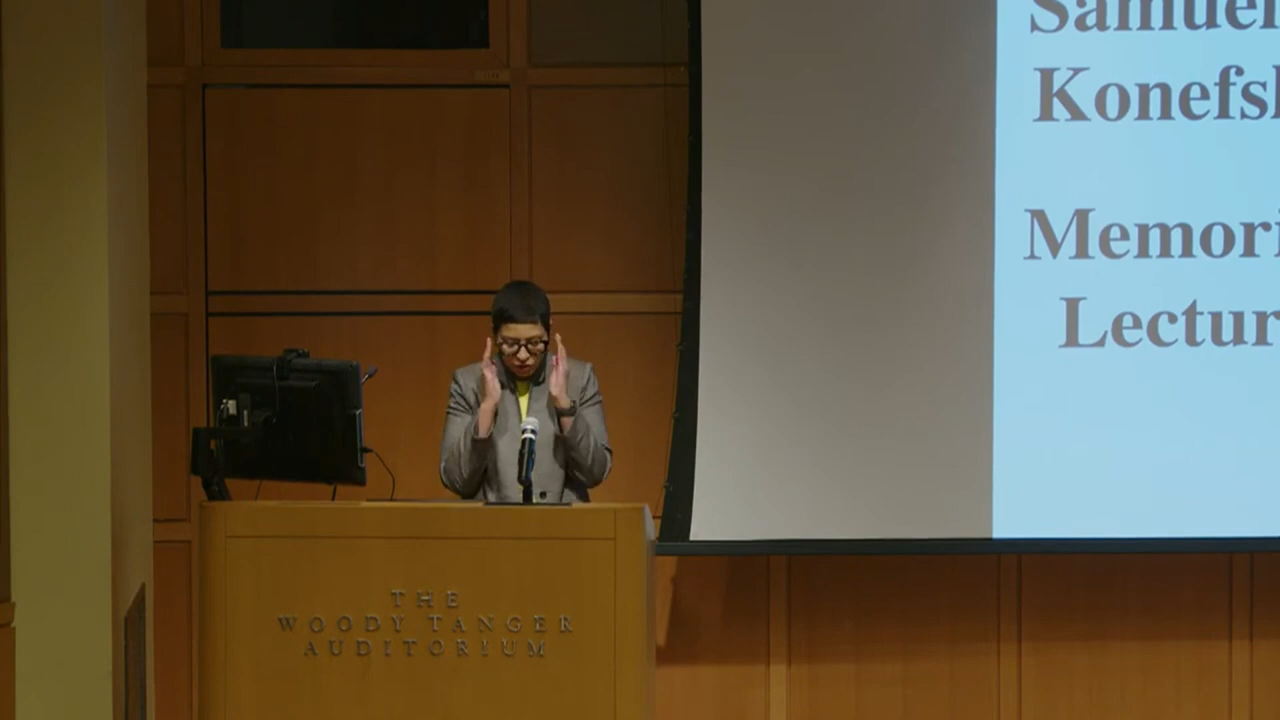 Samuel
Konefsk
Memori
Lectur
THE
WOODY TANGER
AUDITORIUM